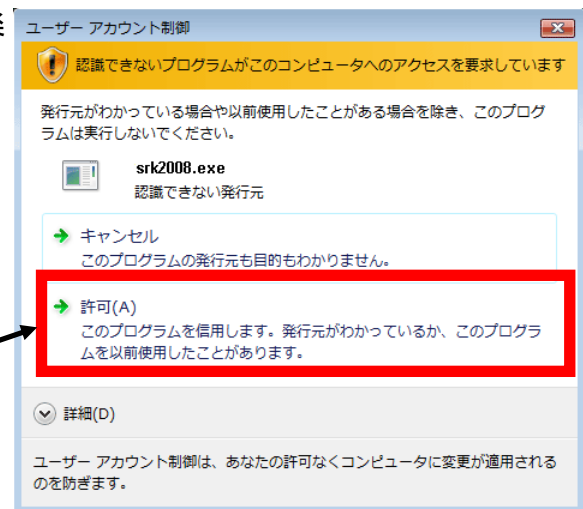 ユーザー アカウント制御
認識できないプログラムがこのコンピュータへのアクセスを要求しています
発行元がわかっている場合や以前使用したことがある場合を除き、このプログ
ラムは実行しないでください。
srk2008.exe
認識できない発行元
キャンセル
このプログラムの発行元も目的もわかりません。
許可(A)
このプログラムを信用します。発行元がわかっているか、このプログラ
ムを以前使用したことがあります。
詳細(D)
ユーザー アカウント制御は、あなたの許可なくコンピュータに変更が適用される
のを防ぎます。